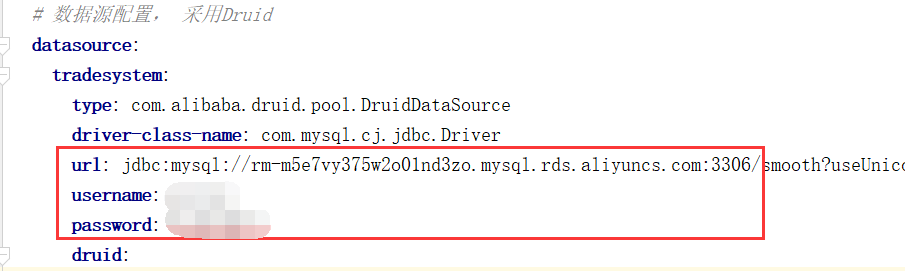 # 数据源配置， 采用Druid
datasource:
tradesystem:
type: com.alibaba.druid.pool.DruidDataSource
driver-class-name: com.mysql.cj.jdbc.Driver
url: jdbc:mysql://rm-m5e7vy375w2o01nd3zo.mysql.rds.aliyuncs.com:3306/smooth?useUnico
username:
password:
druid: